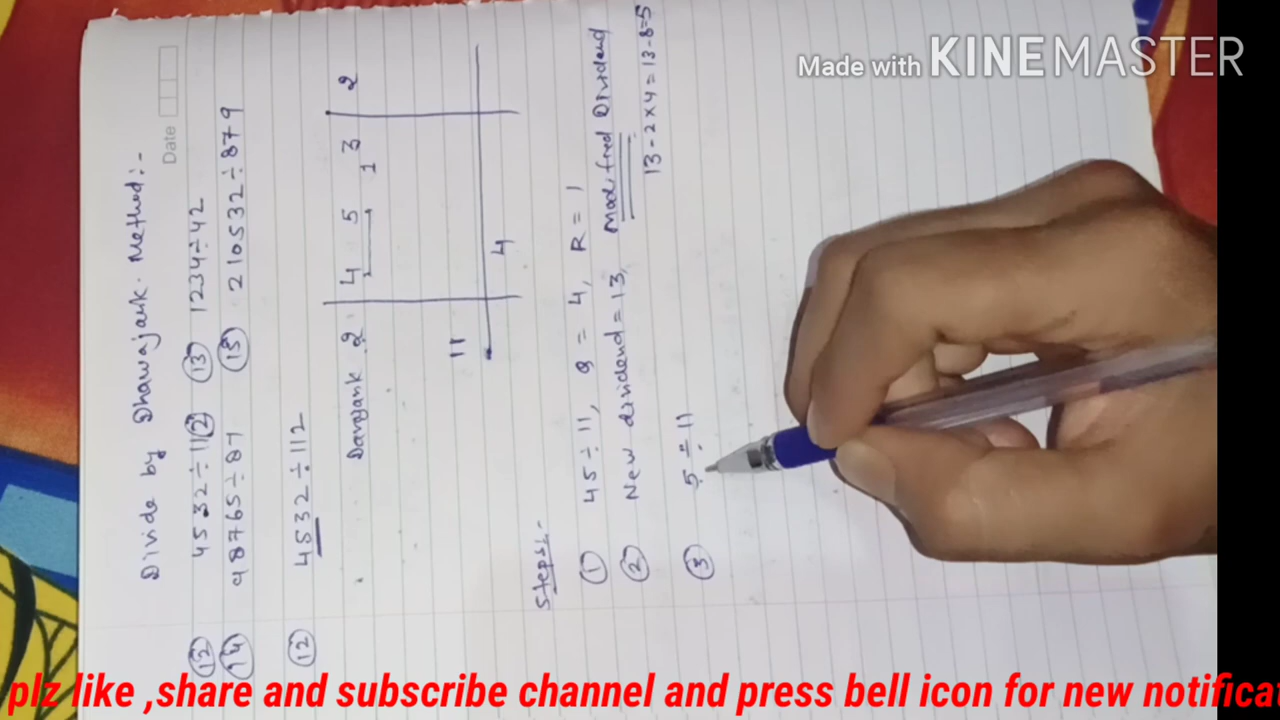 Date
Divide by Dhwajank Method:-
(12) 4532÷112 (13) 1234÷42
(14) 98765÷87 (15) 210532÷879
(12) 4532÷112
2 4 5 1 3 2
11
4
Steps:-
(1) 45÷11, Q = 4, R = 1
(2) New dividend = 13, Modified Dividend
13-2×4=13-8=5
(3) 5÷11
Made with KINEMASTER
plz like ,share and subscribe channel and press bell icon for new notificat